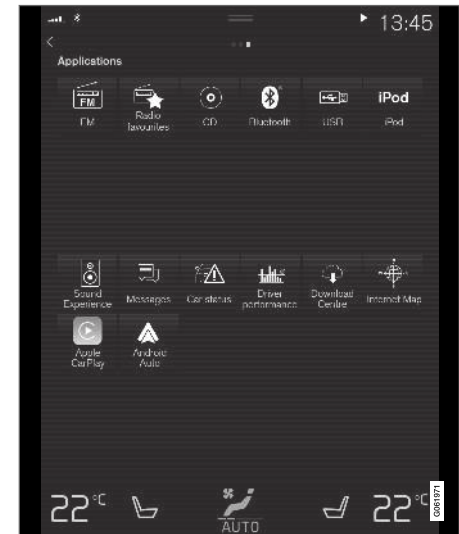 13:45
Applications
FM
iPod
FM
Radio
favourites
CD
Bluetooth
USB
iPod
Sound
Experience
Messages
Car status
Driver
performance
Download
Centre
Internet Map
Apple
CarPlay
Android
Auto
22°C
AUTO
22°C
G061971